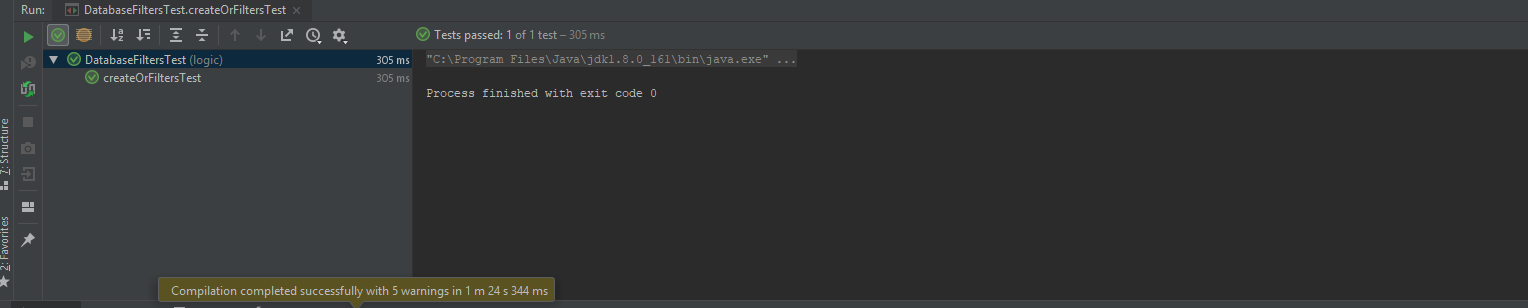 Run: DatabaseFiltersTest.createOrFiltersTest ×
Tests passed: 1 of 1 test – 305 ms
DatabaseFiltersTest (logic) 305 ms
createOrFiltersTest 305 ms
"C:\Program Files\Java\jdk1.8.0_161\bin\java.exe" ...
Process finished with exit code 0
7: Structure
2: Favorites
Compilation completed successfully with 5 warnings in 1 m 24 s 344 ms